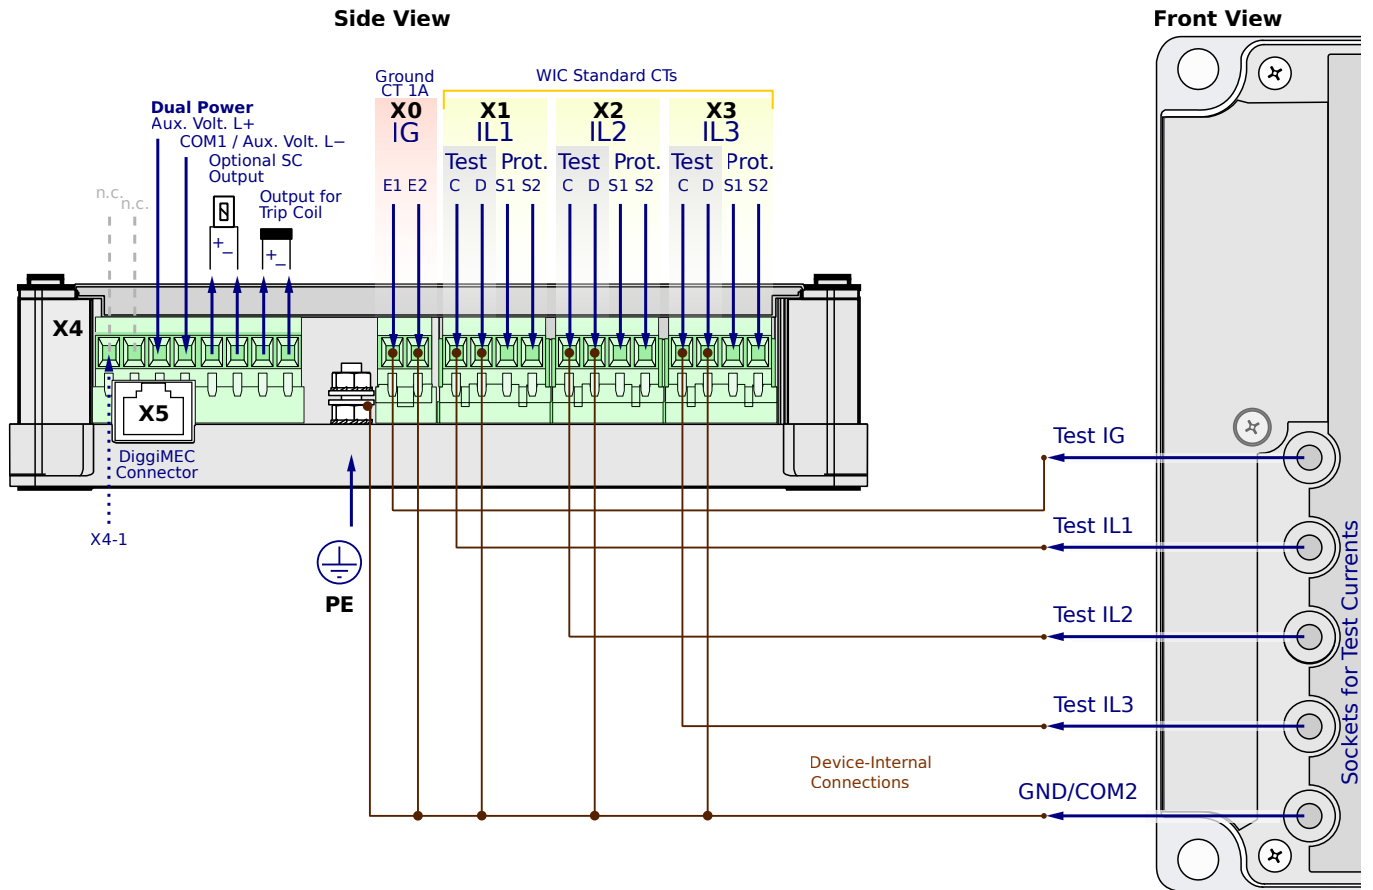 Side View
Front View
Ground
CT 1A
WIC Standard CTs
Dual Power
Aux. Volt. L+
COM1 / Aux. Volt. L−
Optional SC
Output
Output for
Trip Coil
n.c.
n.c.
+
−
+
−
X0
IG
E1 E2
X1
IL1
Test Prot.
C D S1 S2
X2
IL2
Test Prot.
C D S1 S2
X3
IL3
Test Prot.
C D S1 S2
X4
X5
DiggiMEC
Connector
X4-1
PE
Test IG
Test IL1
Test IL2
Test IL3
GND/COM2
Device-Internal
Connections
Sockets for Test Currents